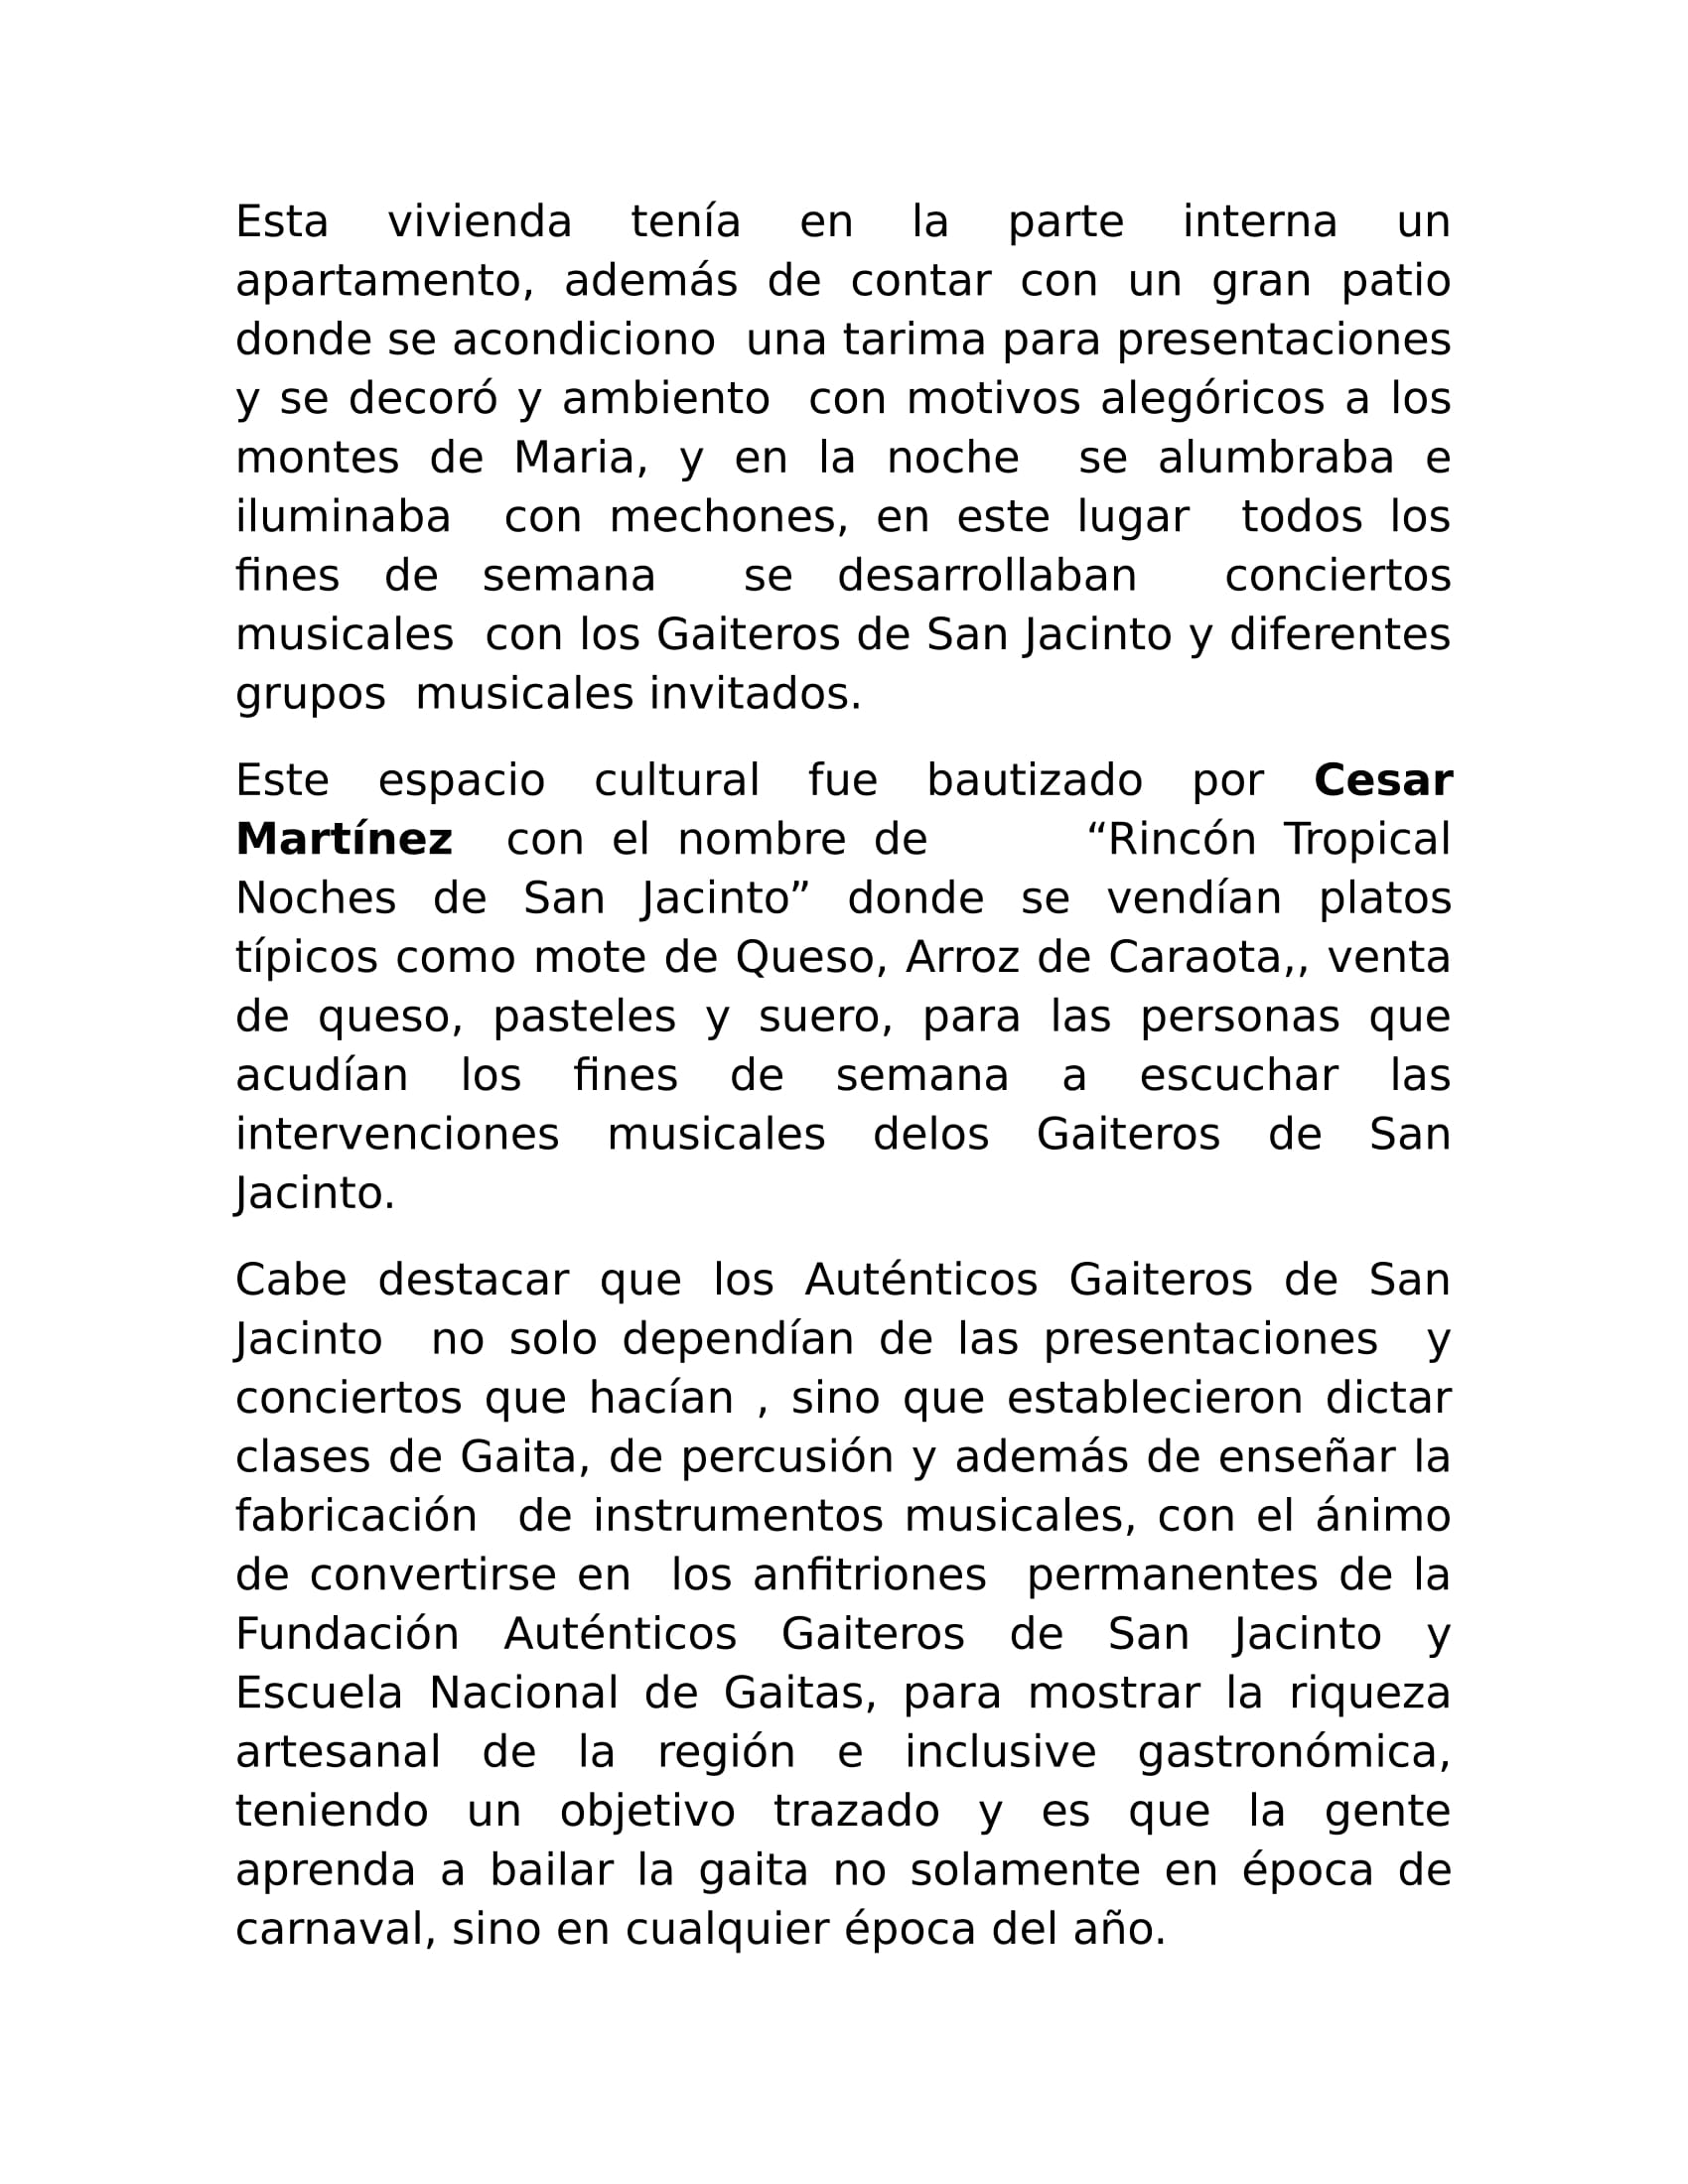 Esta vivienda tenía en la parte interna un
apartamento, además de contar con un gran patio
donde se acondiciono una tarima para presentaciones
y se decoró y ambiento con motivos alegóricos a los
montes de Maria, y en la noche se alumbraba e
iluminaba con mechones, en este lugar todos los
fines de semana se desarrollaban conciertos
musicales con los Gaiteros de San Jacinto y diferentes
grupos musicales invitados.
Este espacio cultural fue bautizado por Cesar
Martínez con el nombre de “Rincón Tropical
Noches de San Jacinto” donde se vendían platos
típicos como mote de Queso, Arroz de Caraota,, venta
de queso, pasteles y suero, para las personas que
acudían los fines de semana a escuchar las
intervenciones musicales delos Gaiteros de San
Jacinto.
Cabe destacar que los Auténticos Gaiteros de San
Jacinto no solo dependían de las presentaciones y
conciertos que hacían , sino que establecieron dictar
clases de Gaita, de percusión y además de enseñar la
fabricación de instrumentos musicales, con el ánimo
de convertirse en los anfitriones permanentes de la
Fundación Auténticos Gaiteros de San Jacinto y
Escuela Nacional de Gaitas, para mostrar la riqueza
artesanal de la región e inclusive gastronómica,
teniendo un objetivo trazado y es que la gente
aprenda a bailar la gaita no solamente en época de
carnaval, sino en cualquier época del año.